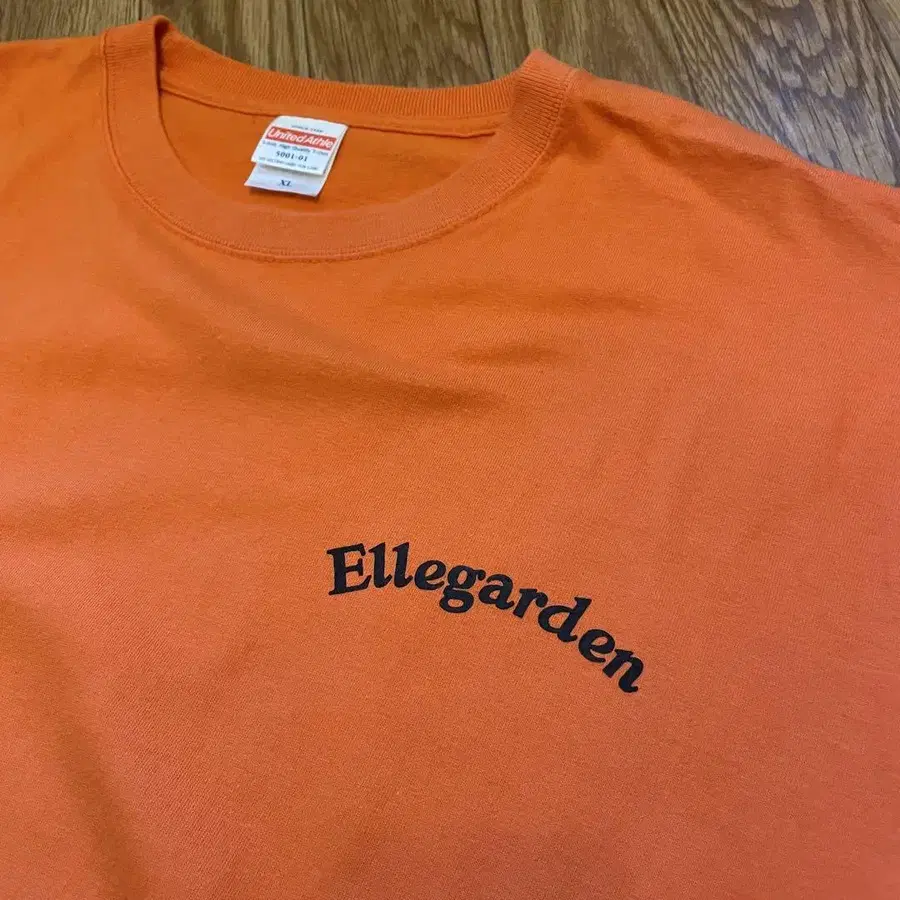 United Athle
5001-01
XL
Ellegarden